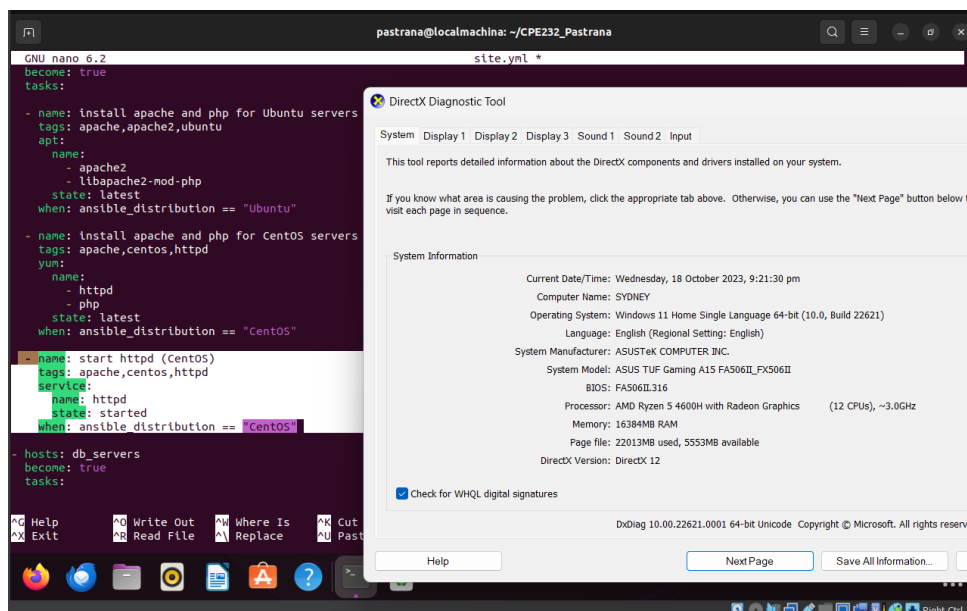 pastrana@localmachina: ~/CPE232_Pastrana
GNU nano 6.2 site.yml *
become: true
tasks:
- name: install apache and php for Ubuntu servers
tags: apache,apache2,ubuntu
apt:
name:
- apache2
- libapache2-mod-php
state: latest
when: ansible_distribution == "Ubuntu"
- name: install apache and php for CentOS servers
tags: apache,centos,httpd
yum:
name:
- httpd
- php
state: latest
when: ansible_distribution == "CentOS"
- name: start httpd (CentOS)
tags: apache,centos,httpd
service:
name: httpd
state: started
when: ansible_distribution == "CentOS"
- hosts: db_servers
become: true
tasks:
^G Help ^O Write Out ^W Where Is ^K Cut
^X Exit ^R Read File ^\ Replace ^U Past
DirectX Diagnostic Tool
System Display 1 Display 2 Display 3 Sound 1 Sound 2 Input
This tool reports detailed information about the DirectX components and drivers installed on your system.
If you know what area is causing the problem, click the appropriate tab above. Otherwise, you can use the "Next Page" button below
visit each page in sequence.
System Information
Current Date/Time: Wednesday, 18 October 2023, 9:21:30 pm
Computer Name: SYDNEY
Operating System: Windows 11 Home Single Language 64-bit (10.0, Build 22621)
Language: English (Regional Setting: English)
System Manufacturer: ASUSTeK COMPUTER INC.
System Model: ASUS TUF Gaming A15 FA506II_FX506II
BIOS: FA506II.316
Processor: AMD Ryzen 5 4600H with Radeon Graphics (12 CPUs), ~3.0GHz
Memory: 16384MB RAM
Page file: 22013MB used, 5553MB available
DirectX Version: DirectX 12
Check for WHQL digital signatures
DxDiag 10.00.22621.0001 64-bit Unicode Copyright © Microsoft. All rights reserv
Help Next Page Save All Information...
Right Ctrl